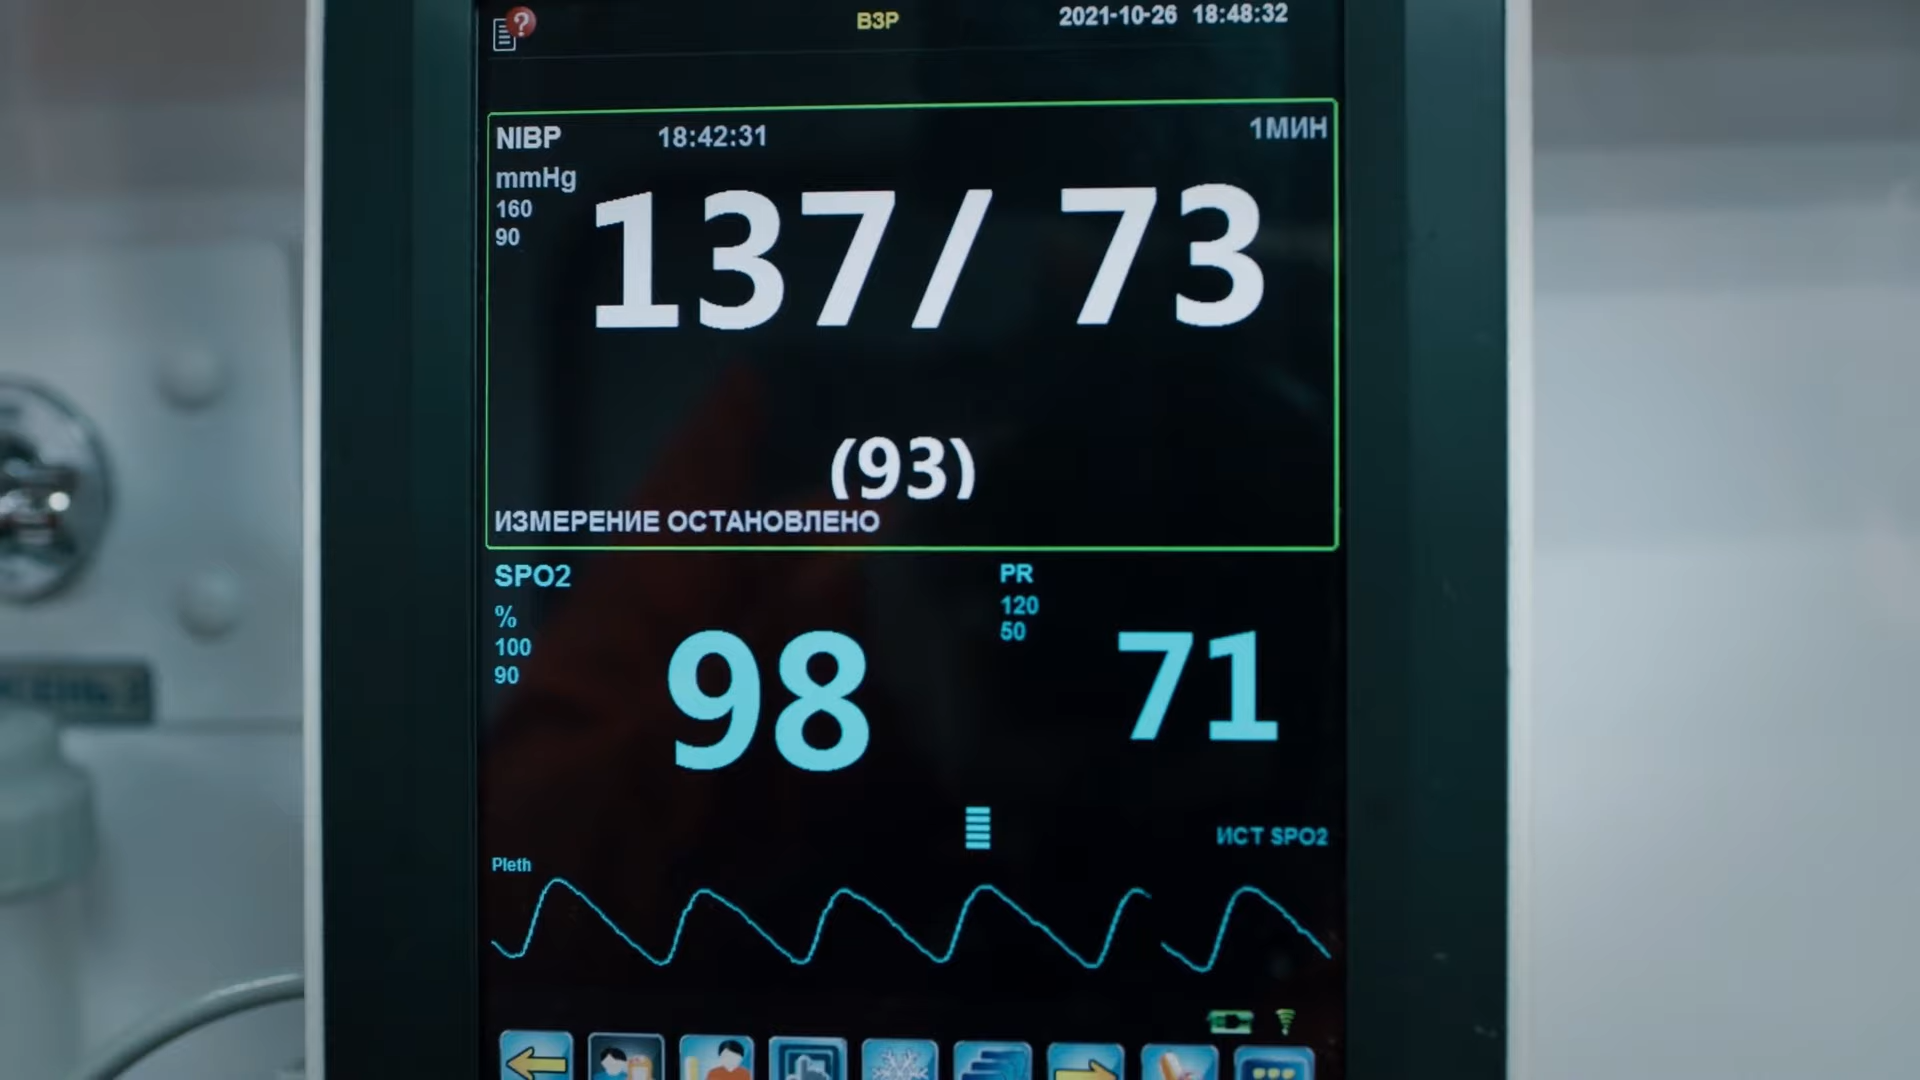 ?
ВЗР 2021-10-26 18:48:32
NIBP 18:42:31 1МИН
mmHg
160
90
137/ 73
(93)
ИЗМЕРЕНИЕ ОСТАНОВЛЕНО
SPO2
%
100
90
98
PR
120
50
71
ИСТ SPO2
Pleth